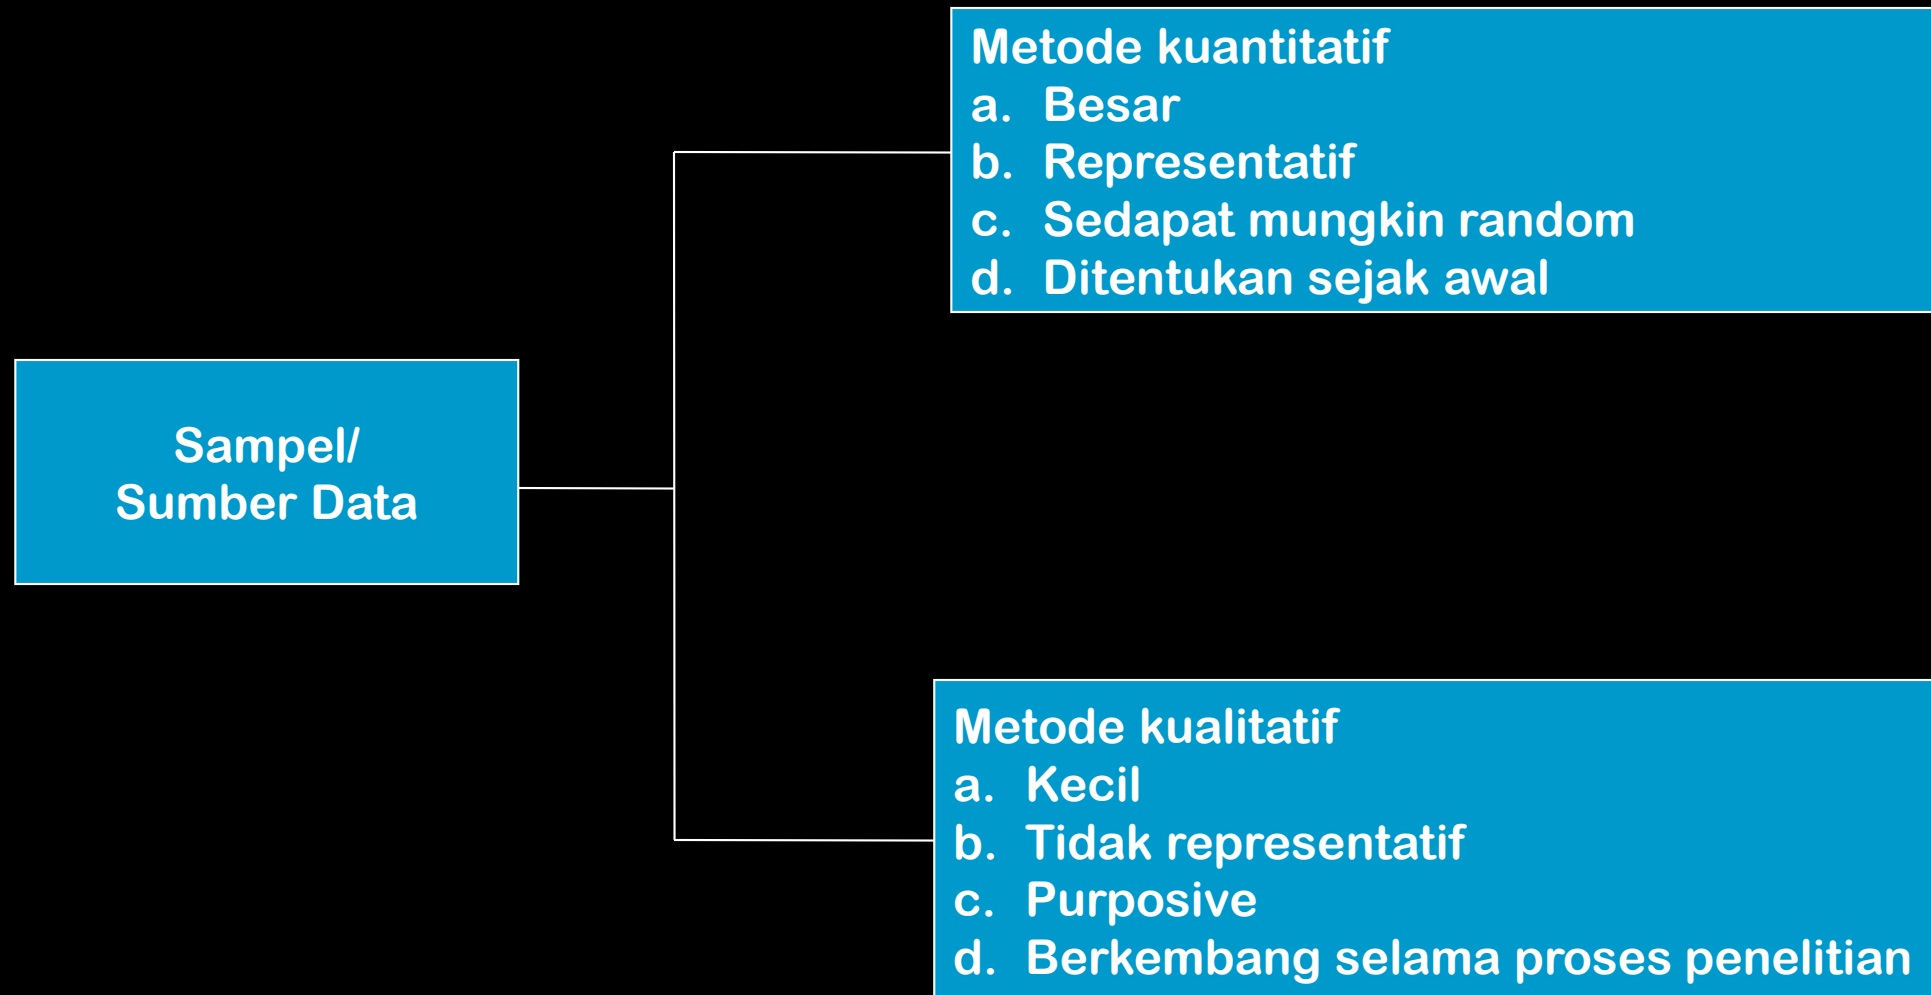 Metode kuantitatif
a. Besar
b. Representatif
c. Sedapat mungkin random
d. Ditentukan sejak awal
Sampel/
Sumber Data
Metode kualitatif
a. Kecil
b. Tidak representatif
c. Purposive
d. Berkembang selama proses penelitian